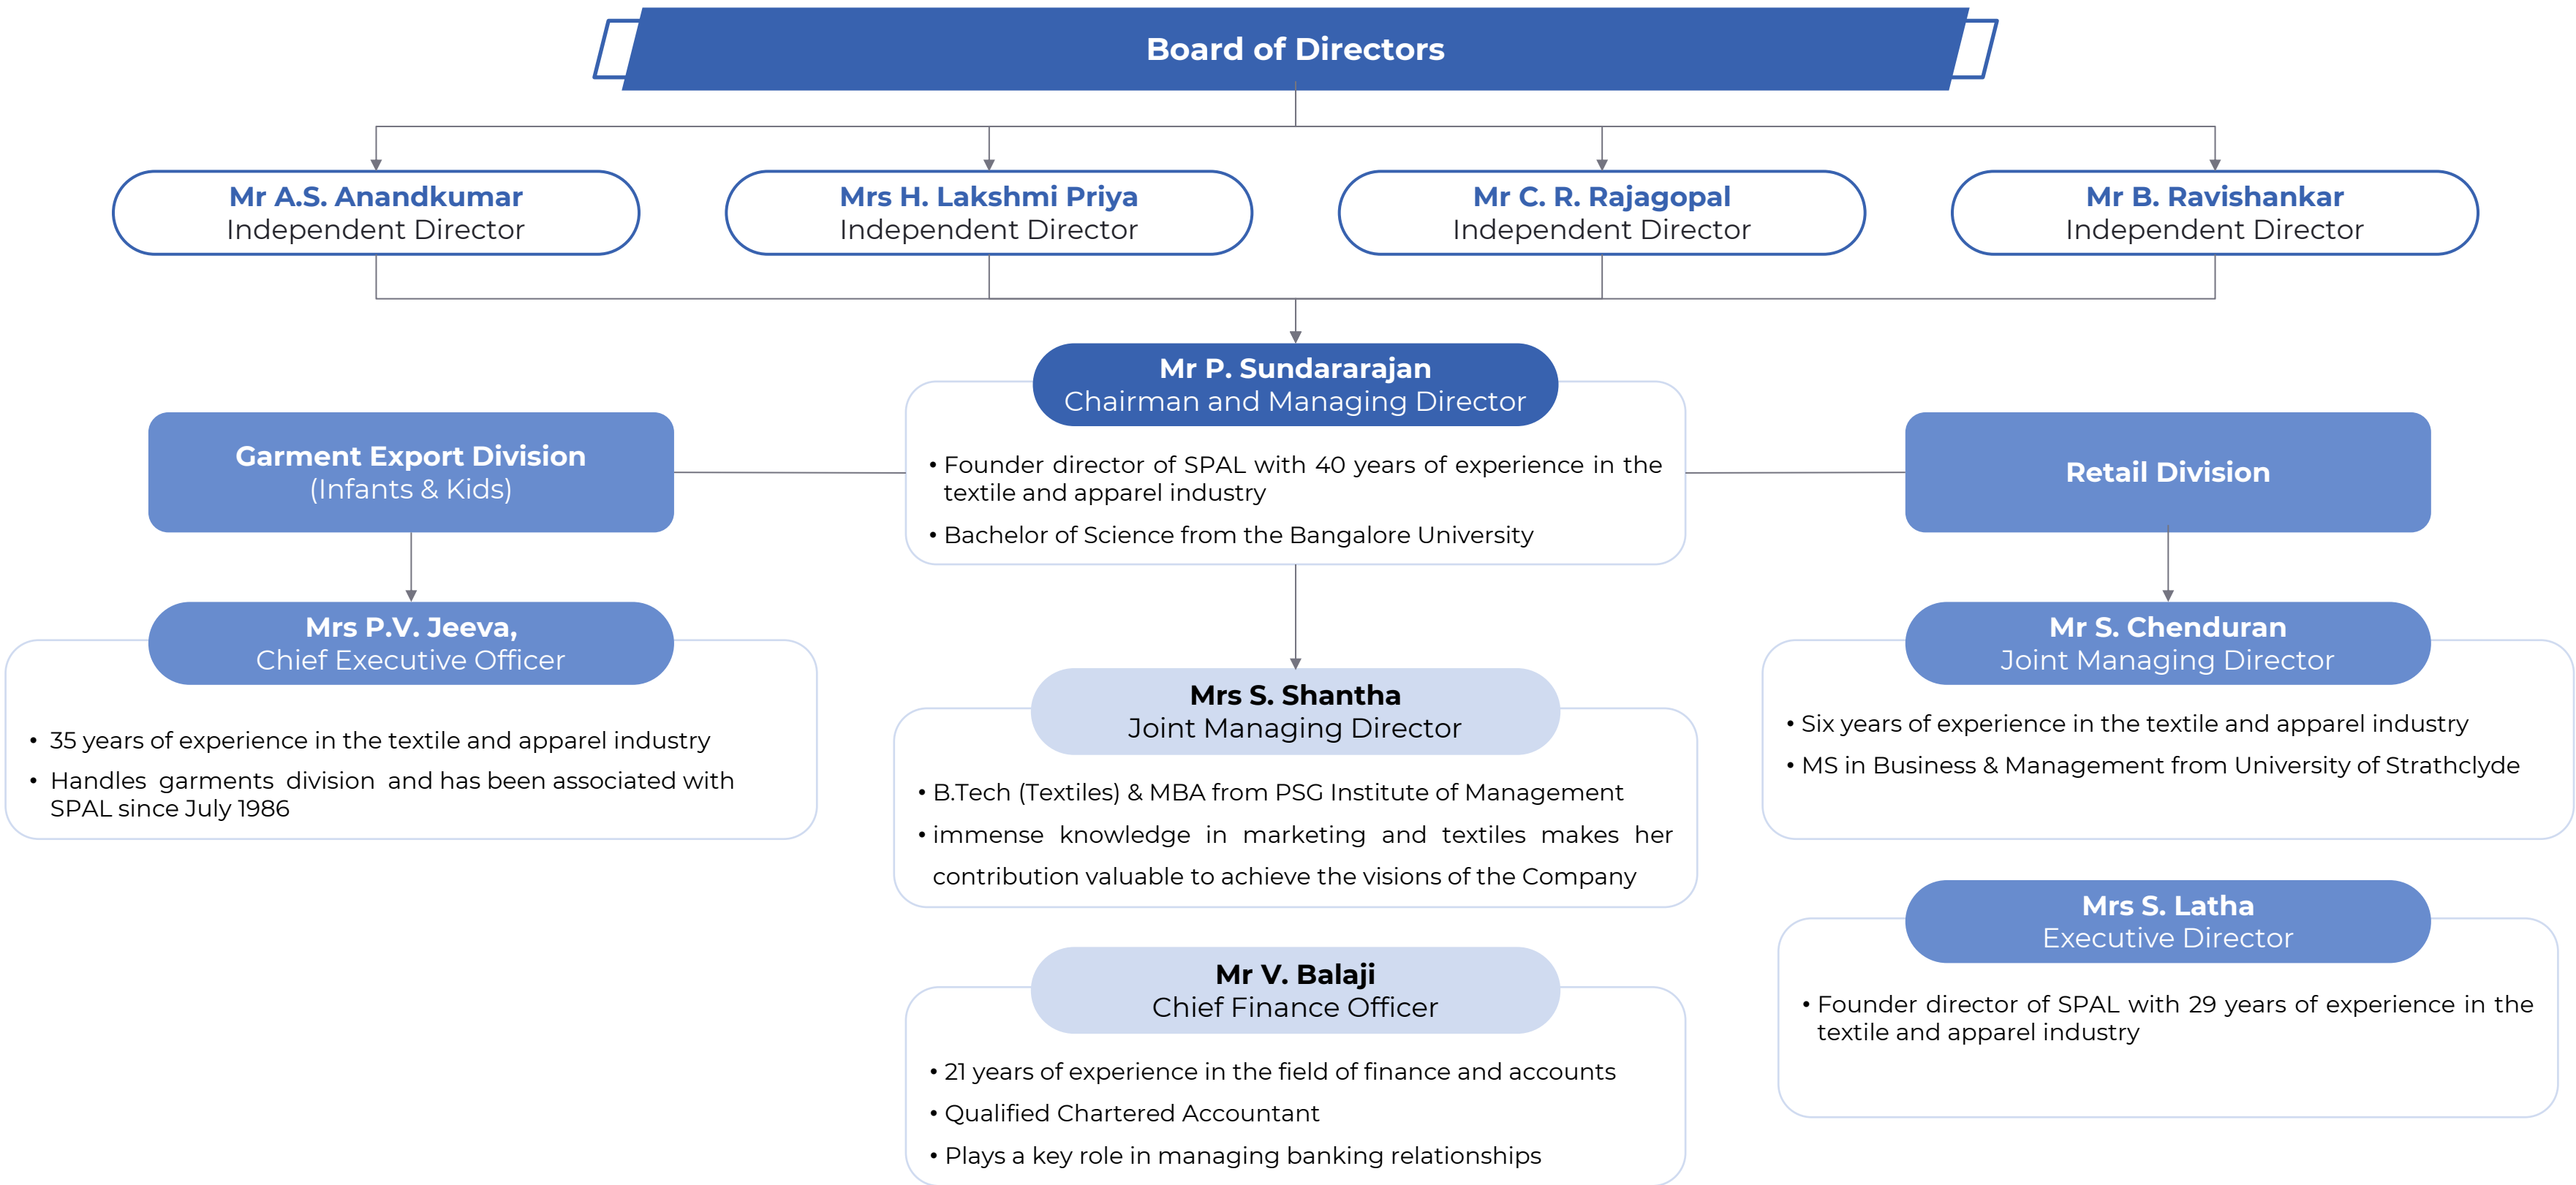 Board of Directors
Mr A.S. Anandkumar
Independent Director
Mrs H. Lakshmi Priya
Independent Director
Mr C. R. Rajagopal
Independent Director
Mr B. Ravishankar
Independent Director
Mr P. Sundararajan
Chairman and Managing Director
• Founder director of SPAL with 40 years of experience in the
textile and apparel industry
• Bachelor of Science from the Bangalore University
Garment Export Division
(Infants & Kids)
Retail Division
Mrs P.V. Jeeva,
Chief Executive Officer
• 35 years of experience in the textile and apparel industry
• Handles garments division and has been associated with
SPAL since July 1986
Mrs S. Shantha
Joint Managing Director
• B.Tech (Textiles) & MBA from PSG Institute of Management
• immense knowledge in marketing and textiles makes her
contribution valuable to achieve the visions of the Company
Mr S. Chenduran
Joint Managing Director
• Six years of experience in the textile and apparel industry
• MS in Business & Management from University of Strathclyde
Mr V. Balaji
Chief Finance Officer
• 21 years of experience in the field of finance and accounts
• Qualified Chartered Accountant
• Plays a key role in managing banking relationships
Mrs S. Latha
Executive Director
• Founder director of SPAL with 29 years of experience in the
textile and apparel industry